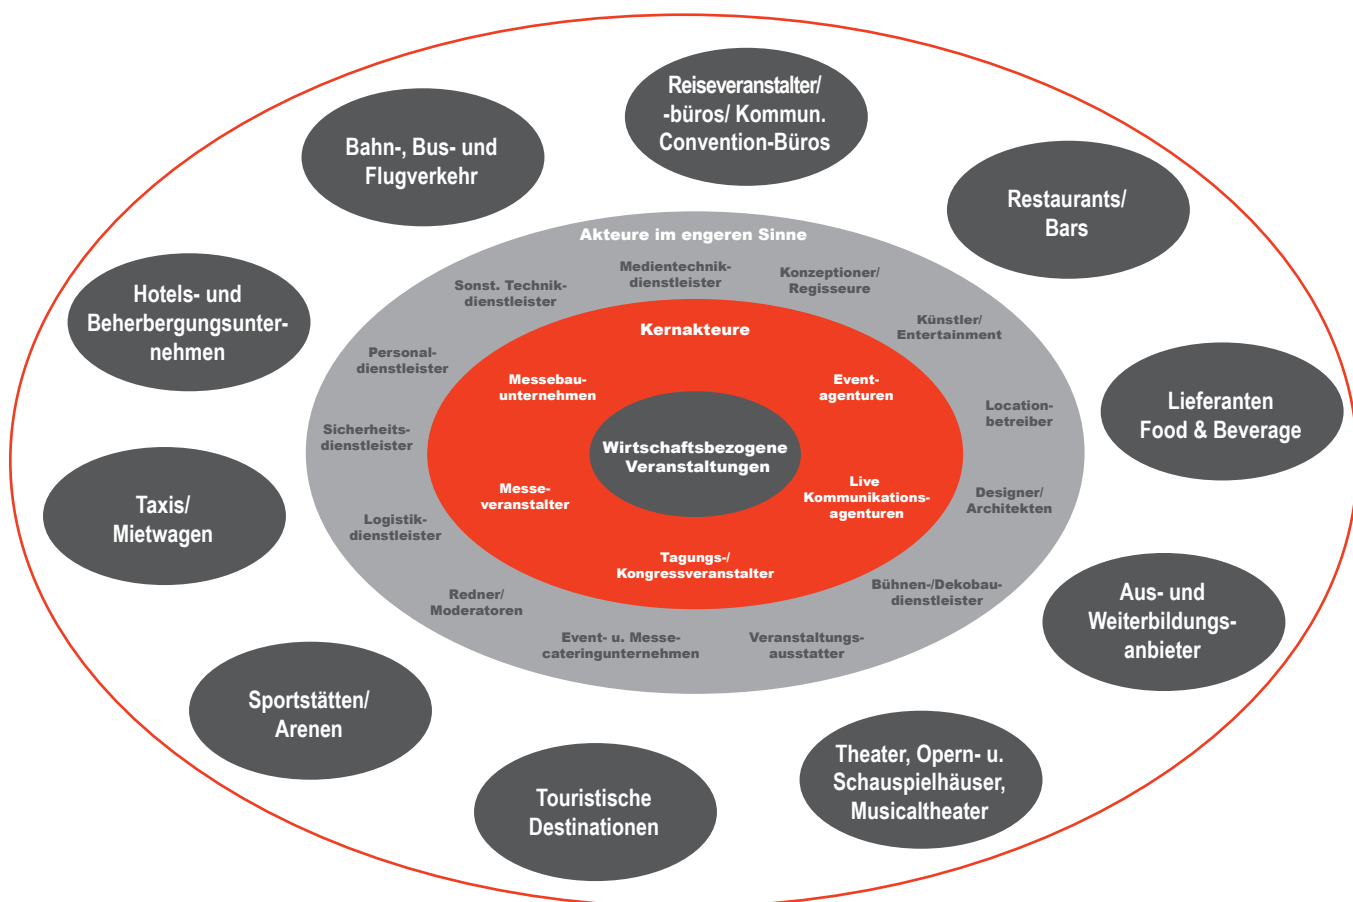 Reiseveranstalter/
-büros/ Kommun.
Convention-Büros
Bahn-, Bus- und
Flugverkehr
Restaurants/
Bars
Hotels- und
Beherbergungsunter-
nehmen
Lieferanten
Food & Beverage
Taxis/
Mietwagen
Aus- und
Weiterbildungs-
anbieter
Sportstätten/
Arenen
Touristische
Destinationen
Theater, Opern- u.
Schauspielhäuser,
Musicaltheater
Akteure im engeren Sinne
Sonst. Technik-
dienstleister
Medientechnik-
dienstleister
Konzeptioner/
Regisseure
Künstler/
Entertainment
Personal-
dienstleister
Location-
betreiber
Sicherheits-
dienstleister
Designer/
Architekten
Logistik-
dienstleister
Bühnen-/Dekobau-
dienstleister
Redner/
Moderatoren
Event- u. Messe-
cateringunternehmen
Veranstaltungs-
ausstatter
Kernakteure
Messebau-
unternehmen
Event-
agenturen
Messe-
veranstalter
Live
Kommunikations-
agenturen
Tagungs-/
Kongressveranstalter
Wirtschaftsbezogene
Veranstaltungen